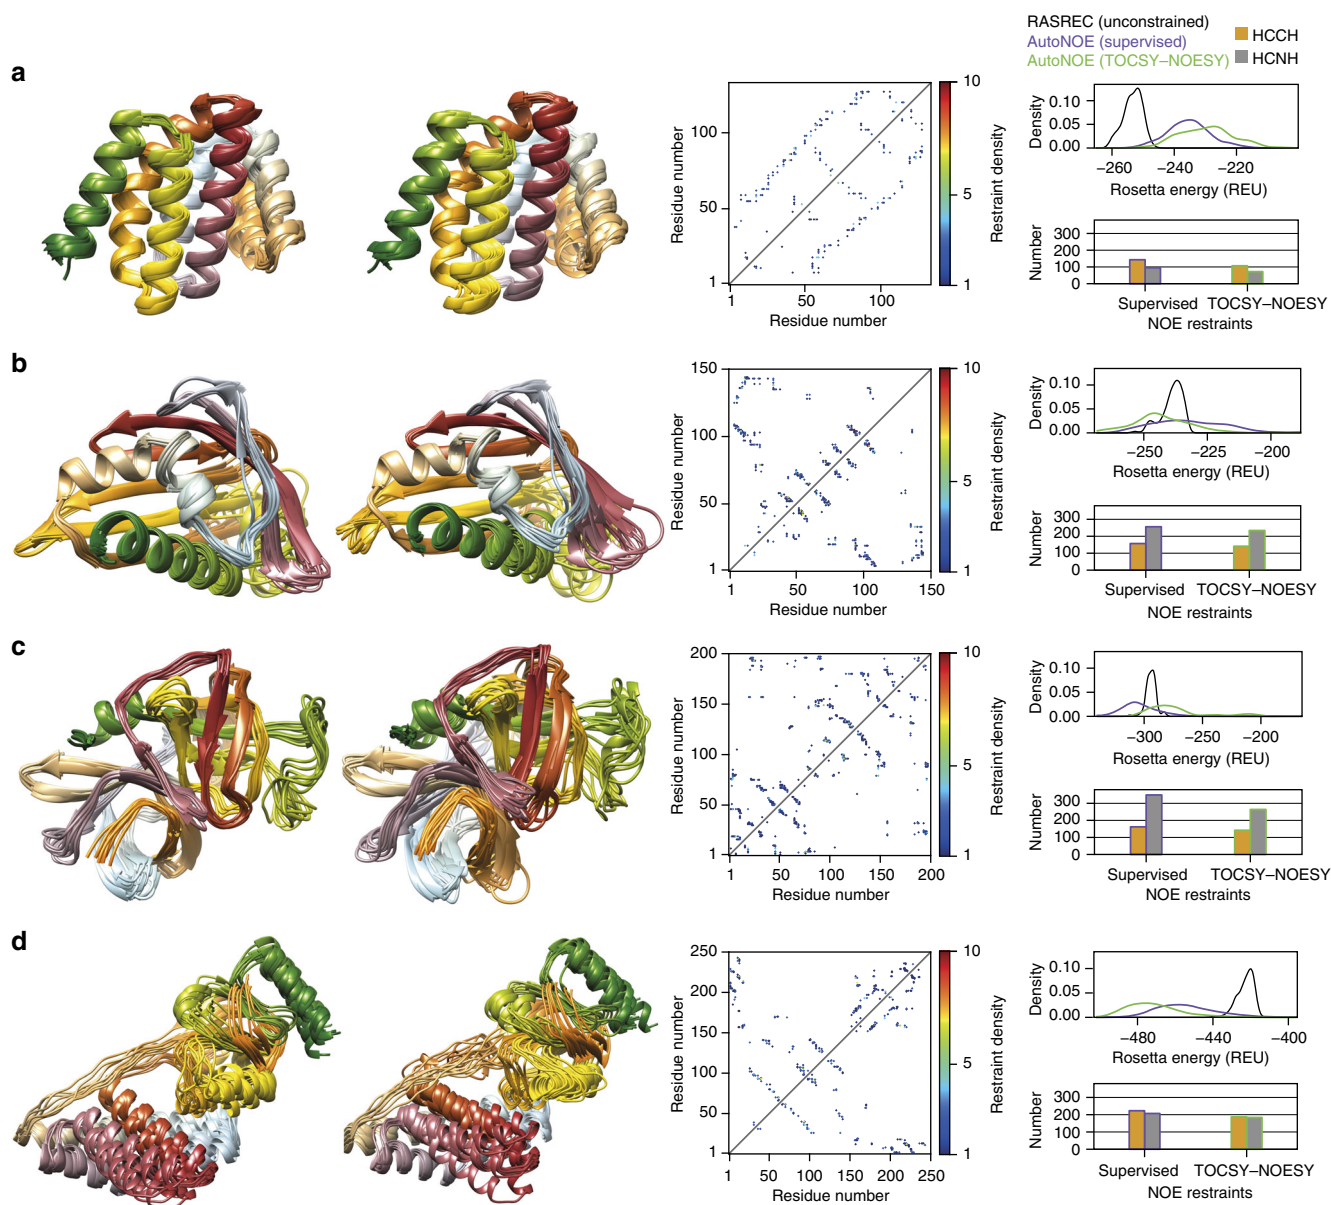 RASREC (unconstrained)
AutoNOE (supervised)
AutoNOE (TOCSY–NOESY)
HCCH
HCNH
a
Residue number
100
50
1
1 50 100
Residue number
10
5
1
Restraint density
Density
0.10
0.05
0.00
−260 −240 −220
Rosetta energy (REU)
Number
300
200
100
0
Supervised TOCSY–NOESY
NOE restraints
b
Residue number
150
100
50
1
1 50 100 150
Residue number
10
5
1
Restraint density
Density
0.10
0.05
0.00
−250 −225 −200
Rosetta energy (REU)
Number
300
200
100
0
Supervised TOCSY–NOESY
NOE restraints
c
Residue number
200
150
100
50
1
1 50 100 150 200
Residue number
10
5
1
Restraint density
Density
0.10
0.05
0.00
−300 −250 −200
Rosetta energy (REU)
Number
300
200
100
0
Supervised TOCSY–NOESY
NOE restraints
d
Residue number
250
200
150
100
50
1
1 50 100 150 200 250
Residue number
10
5
1
Restraint density
Density
0.10
0.05
0.00
−480 −440 −400
Rosetta energy (REU)
Number
300
200
100
0
Supervised TOCSY–NOESY
NOE restraints